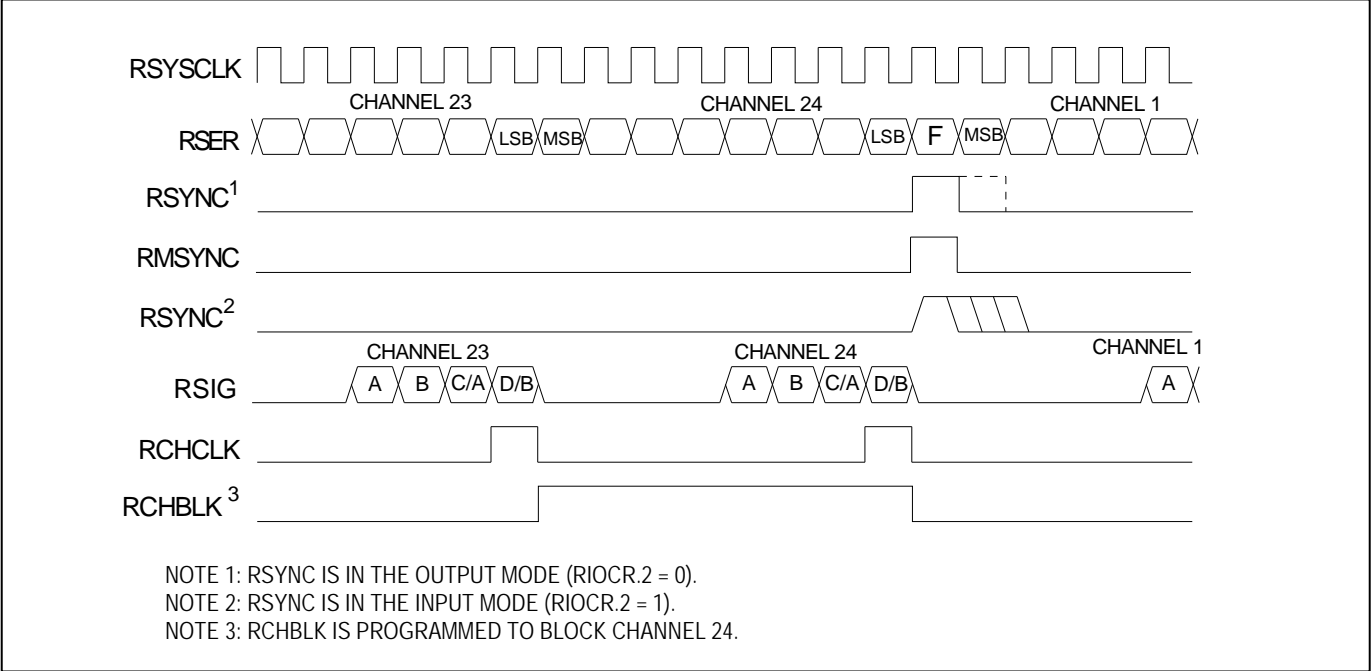 RSYSCLK
CHANNEL 23 CHANNEL 24 CHANNEL 1
RSER LSB MSB LSB F MSB
RSYNC1
RMSYNC
RSYNC2
CHANNEL 23 CHANNEL 24 CHANNEL 1
RSIG A B C/A D/B A B C/A D/B A
RCHCLK
RCHBLK 3
NOTE 1: RSYNC IS IN THE OUTPUT MODE (RIOCR.2 = 0).
NOTE 2: RSYNC IS IN THE INPUT MODE (RIOCR.2 = 1).
NOTE 3: RCHBLK IS PROGRAMMED TO BLOCK CHANNEL 24.